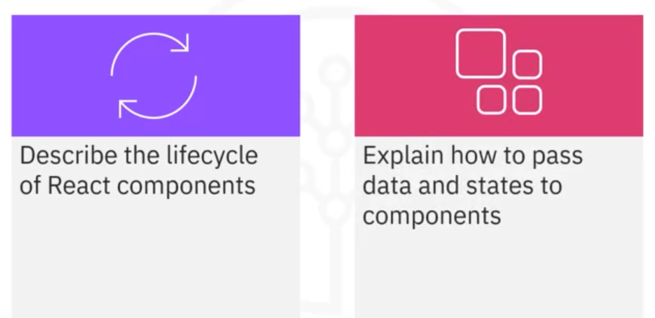 Describe the lifecycle
of React components
Explain how to pass
data and states to
components